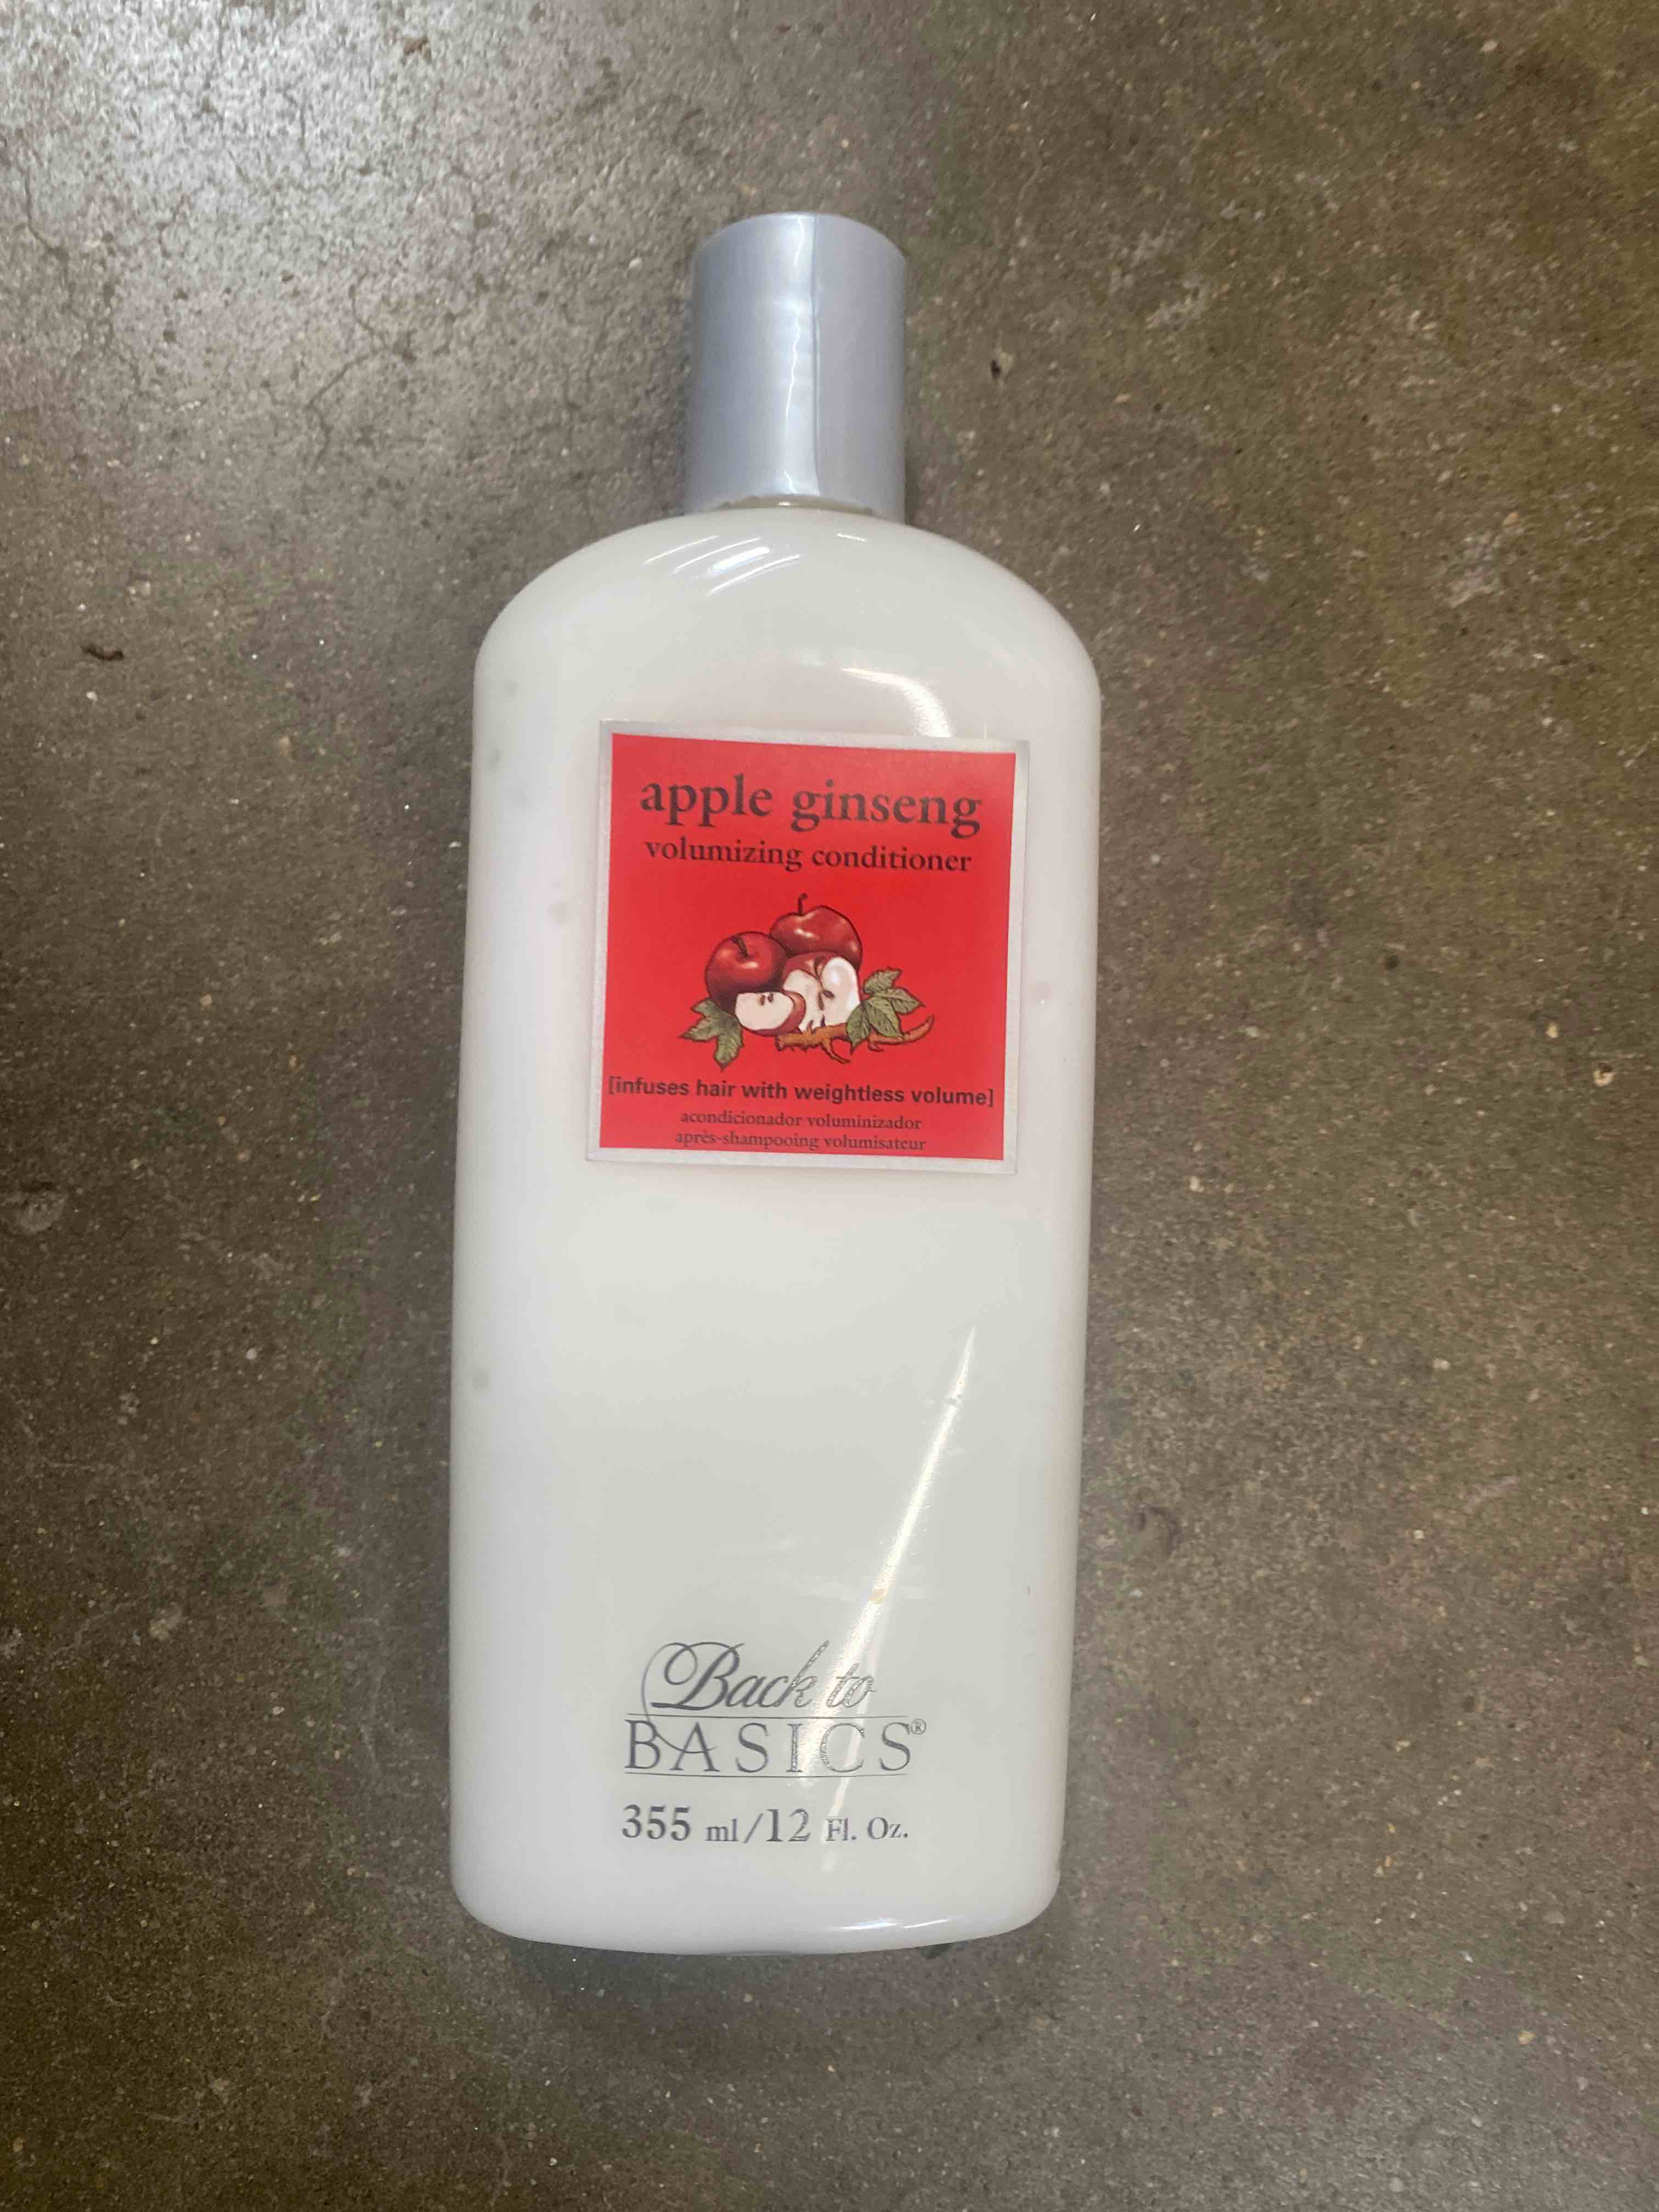 apple ginseng
volumizing conditioner
[infuses hair with weightless volume]
acondicionador voluminizador
après-shampooing volumisateur
Back to
BASICS®
355 ml/12 Fl. Oz.